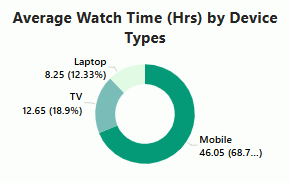 Average Watch Time (Hrs) by Device
Types
Laptop
8.25 (12.33%)
TV
12.65 (18.9%)
Mobile
46.05 (68.7...)